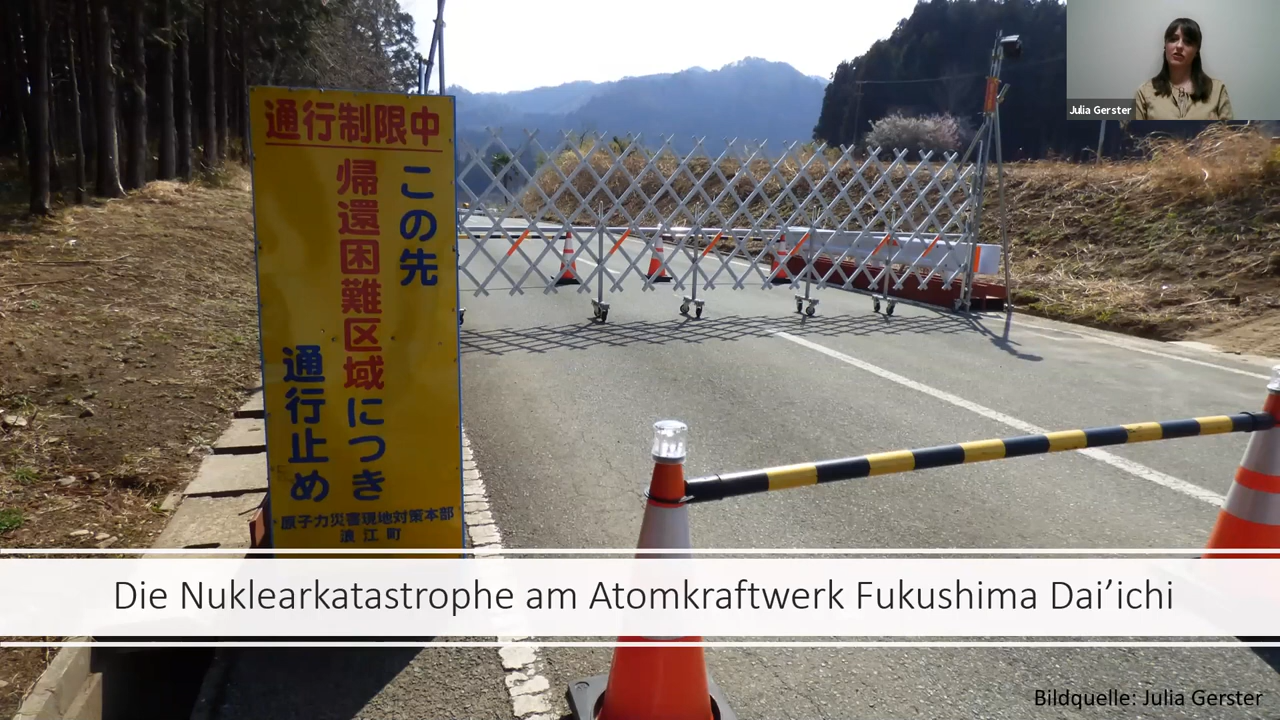 通行制限中
この先
帰還困難区域につき
通行止め
原子力災害現地対策本部
浪江町
Julia Gerster
Die Nuklearkatastrophe am Atomkraftwerk Fukushima Dai’ichi
Bildquelle: Julia Gerster